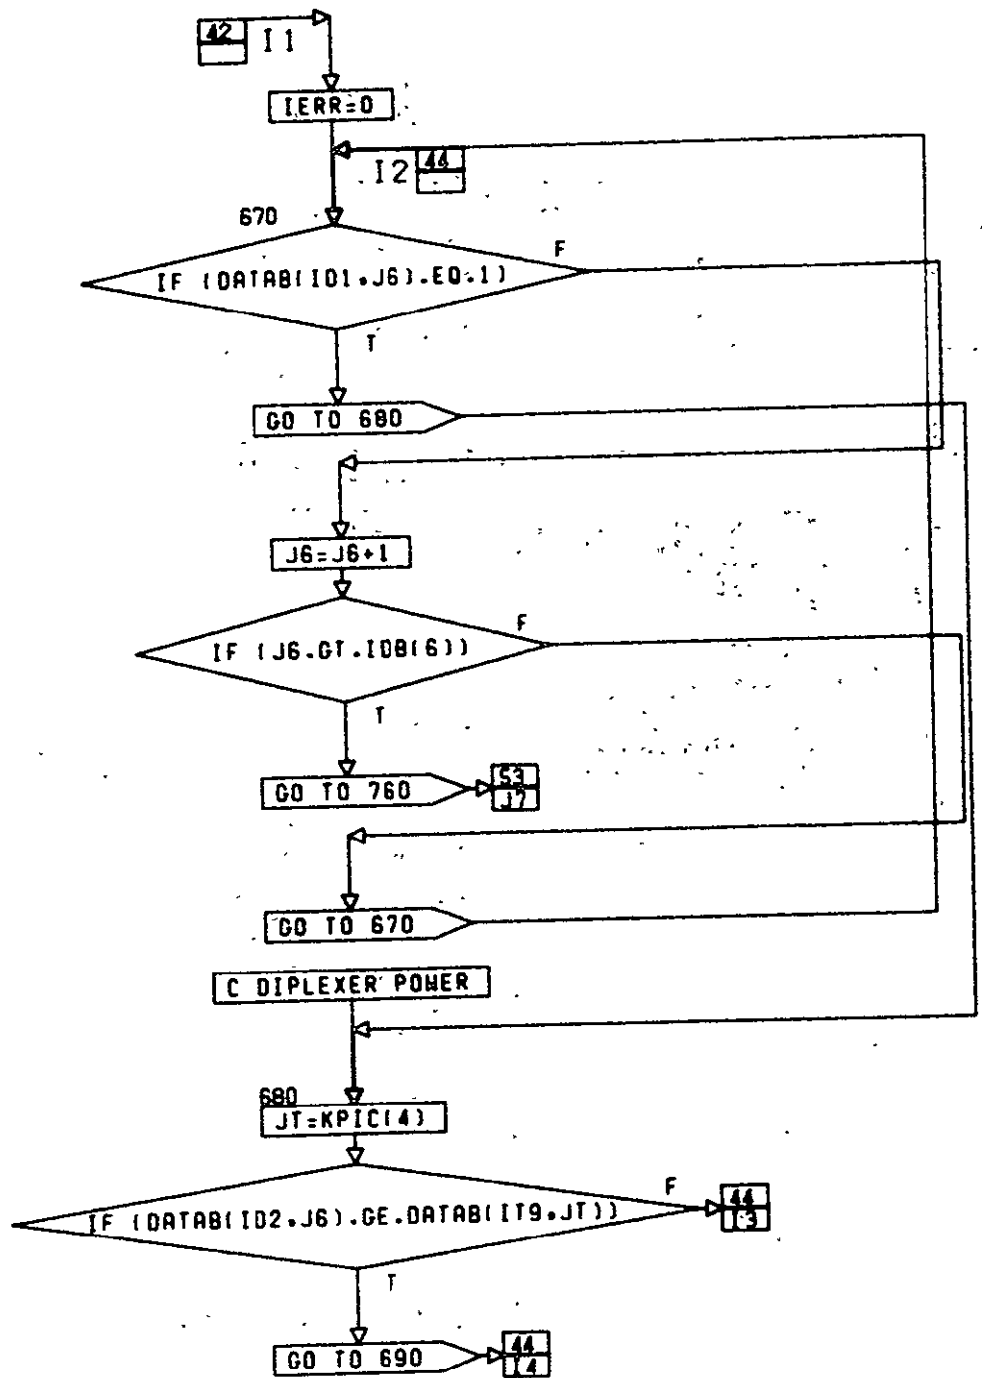 42 I1
IERR=0
I2 44
670
F
IF (DATAB(ID1,J6).EQ.1)
T
GO TO 680
J6=J6+1
F
IF (J6.GT.IDB(6))
T
GO TO 760
53
J7
GO TO 670
C DIPLEXER POWER
680
JT=KPIC(4)
F
IF (DATAB(ID2,J6).GE.DATAB(IT9,JT))
44
I3
T
GO TO 690
44
I4